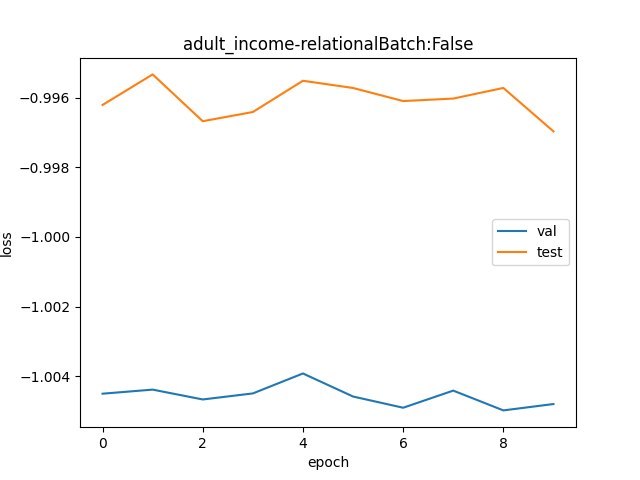 adult_income-relationalBatch:False
−0.996
−0.998
−1.000
−1.002
−1.004
loss
val
test
0
2
4
6
8
epoch